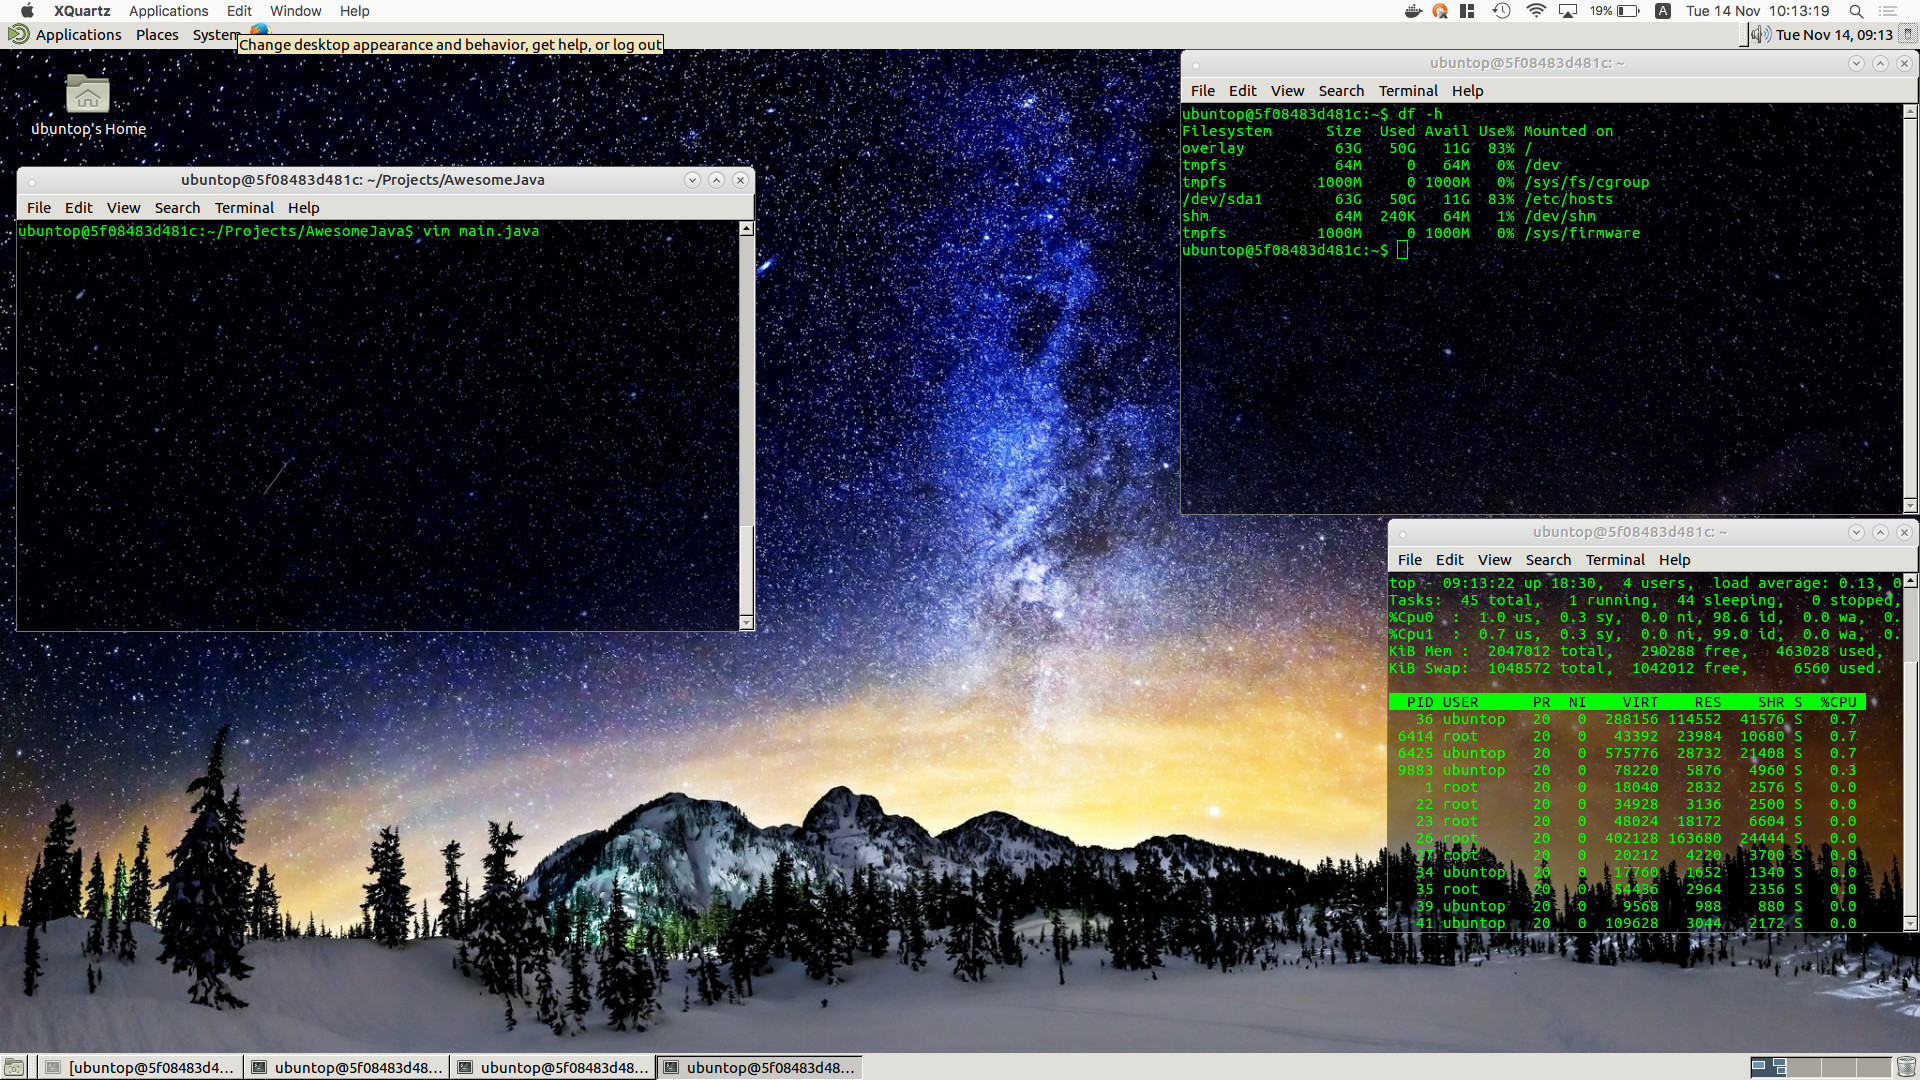 XQuartz Applications Edit Window Help
19% A Tue 14 Nov 10:13:19
Applications Places System
Tue Nov 14, 09:13
Change desktop appearance and behavior, get help, or log out
ubuntop's Home
ubuntop@5f08483d481c: ~/Projects/AwesomeJava
File Edit View Search Terminal Help
ubuntop@5f08483d481c:~/Projects/AwesomeJava$ vim main.java
ubuntop@5f08483d481c: ~
File Edit View Search Terminal Help
ubuntop@5f08483d481c:~$ df -h
Filesystem Size Used Avail Use% Mounted on
overlay 63G 50G 11G 83% /
tmpfs 64M 0 64M 0% /dev
tmpfs 1000M 0 1000M 0% /sys/fs/cgroup
/dev/sda1 63G 50G 11G 83% /etc/hosts
shm 64M 240K 64M 1% /dev/shm
tmpfs 1000M 0 1000M 0% /sys/firmware
ubuntop@5f08483d481c:~$
ubuntop@5f08483d481c: ~
File Edit View Search Terminal Help
top - 09:13:22 up 18:30, 4 users, load average: 0.13, 0
Tasks: 45 total, 1 running, 44 sleeping, 0 stopped,
%Cpu0 : 1.0 us, 0.3 sy, 0.0 ni, 98.6 id, 0.0 wa, 0.
%Cpu1 : 0.7 us, 0.3 sy, 0.0 ni, 99.0 id, 0.0 wa, 0.
KiB Mem : 2047012 total, 290288 free, 463028 used,
KiB Swap: 1048572 total, 1042012 free, 6560 used.
PID USER PR NI VIRT RES SHR S %CPU
36 ubuntop 20 0 288156 114552 41576 S 0.7
6414 root 20 0 43392 23984 10680 S 0.7
6425 ubuntop 20 0 575776 28732 21408 S 0.7
9883 ubuntop 20 0 78220 5876 4960 S 0.3
1 root 20 0 18040 2832 2576 S 0.0
22 root 20 0 34928 3136 2500 S 0.0
23 root 20 0 48024 18172 6604 S 0.0
26 root 20 0 402128 163680 24444 S 0.0
27 root 20 0 20212 4220 3700 S 0.0
34 ubuntop 20 0 17760 1652 1340 S 0.0
35 root 20 0 54436 2964 2356 S 0.0
39 ubuntop 20 0 9568 988 880 S 0.0
41 ubuntop 20 0 109628 3044 2172 S 0.0
[ubuntop@5f08483d4... ubuntop@5f08483d48... ubuntop@5f08483d48... ubuntop@5f08483d48...